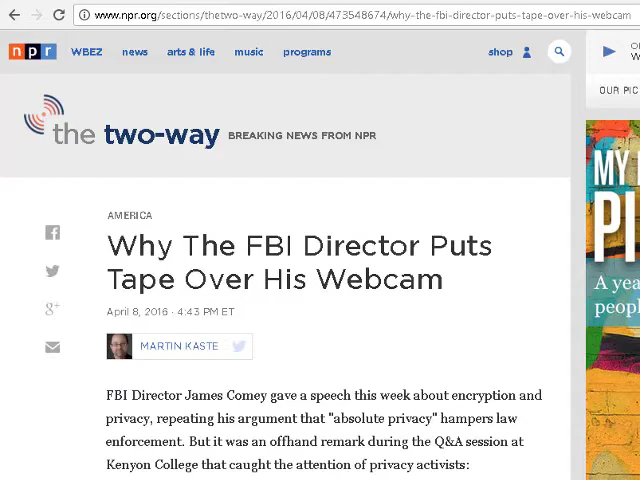 www.npr.org/sections/thetwo-way/2016/04/08/473548674/why-the-fbi-director-puts-tape-over-his-webcam
npr WBEZ news arts & life music programs shop
OUR PIC
the two-way BREAKING NEWS FROM NPR
MY
PI
A yea
peopl
AMERICA
Why The FBI Director Puts
Tape Over His Webcam
April 8, 2016 · 4:43 PM ET
MARTIN KASTE
FBI Director James Comey gave a speech this week about encryption and
privacy, repeating his argument that "absolute privacy" hampers law
enforcement. But it was an offhand remark during the Q&A session at
Kenyon College that caught the attention of privacy activists: